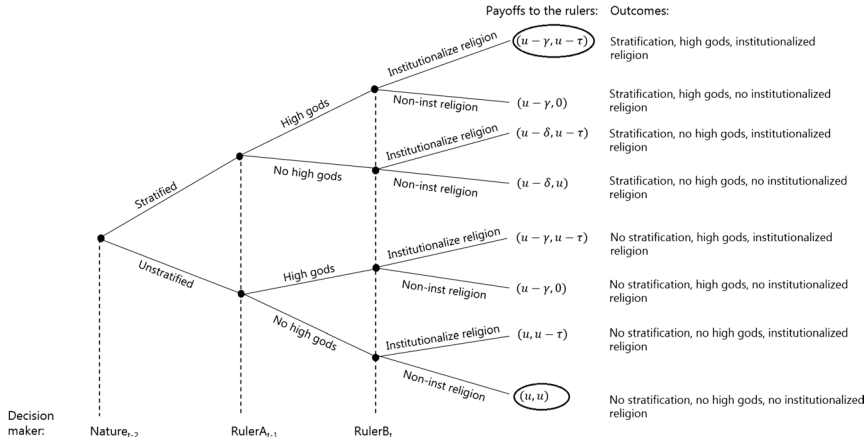 Payoffs to the rulers: Outcomes:
Institutionalize religion
(u − γ, u − τ)
Stratification, high gods, institutionalized
religion
High gods
Non-inst religion
(u − γ, 0)
Stratification, high gods, no institutionalized
religion
Stratified
Institutionalize religion
(u − δ, u − τ)
Stratification, no high gods, institutionalized
religion
No high gods
Non-inst religion
(u − δ, u)
Stratification, no high gods, no institutionalized
religion
Unstratified
Institutionalize religion
(u − γ, u − τ)
No stratification, high gods, institutionalized
religion
High gods
Non-inst religion
(u − γ, 0)
No stratification, high gods, no institutionalized
religion
No high gods
Institutionalize religion
(u, u − τ)
No stratification, no high gods, institutionalized
religion
Non-inst religion
(u, u)
No stratification, no high gods, no institutionalized
religion
Decision
maker:
Nature t-2
RulerA t-1
RulerB t